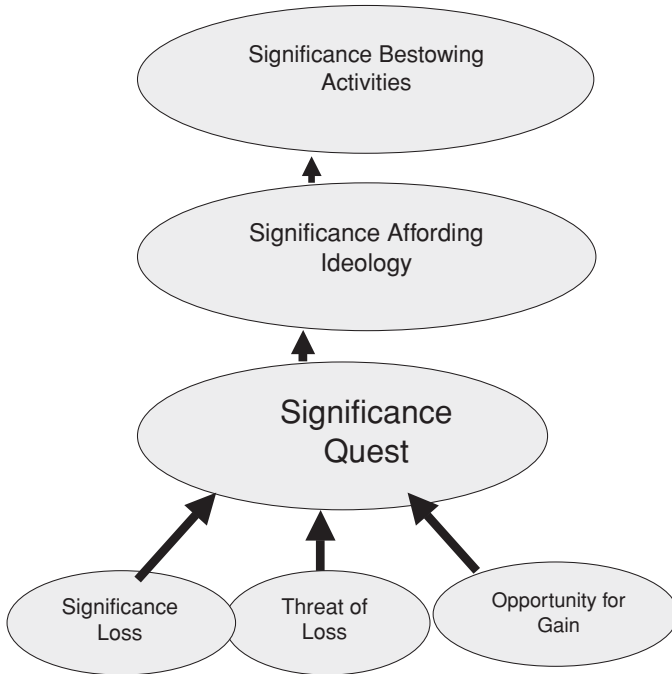 Significance Bestowing
Activities
Significance Affording
Ideology
Significance
Quest
Significance
Loss
Threat of
Loss
Opportunity for
Gain